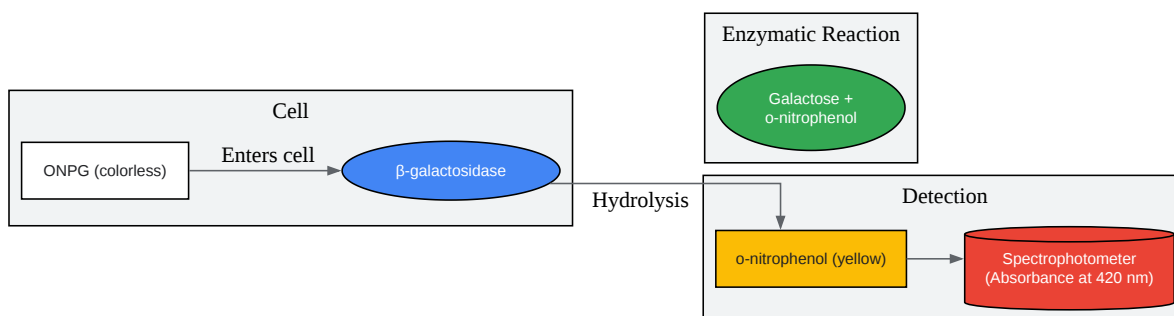 Enzymatic Reaction
Galactose +
o-nitrophenol
Cell
ONPG (colorless)
Enters cell
β-galactosidase
Hydrolysis
Detection
o-nitrophenol (yellow)
Spectrophotometer
(Absorbance at 420 nm)